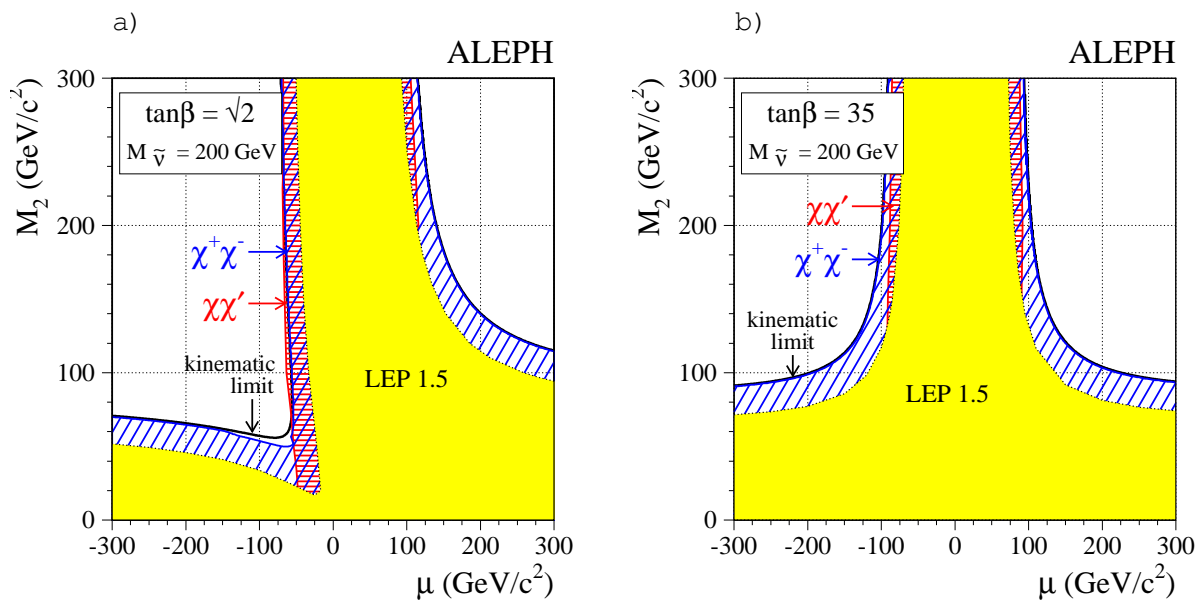 a)
ALEPH
M2 (GeV/c2)
300
200
100
0
tanβ = √2
M ν̃ = 200 GeV
χ+χ-
χχ′
kinematic
limit
LEP 1.5
-300 -200 -100 0 100 200 300
μ (GeV/c2)
b)
ALEPH
M2 (GeV/c2)
300
200
100
0
tanβ = 35
M ν̃ = 200 GeV
χχ′
χ+χ-
kinematic
limit
LEP 1.5
-300 -200 -100 0 100 200 300
μ (GeV/c2)